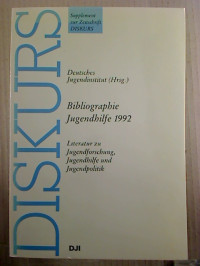 DISKURS
Supplement
zur Zeitschrift
DISKURS
Deutsches
Jugendinstitut (Hrsg.)
Bibliographie
Jugendhilfe 1992
Literatur zu
Jugendforschung,
Jugendhilfe und
Jugendpolitik
DJI